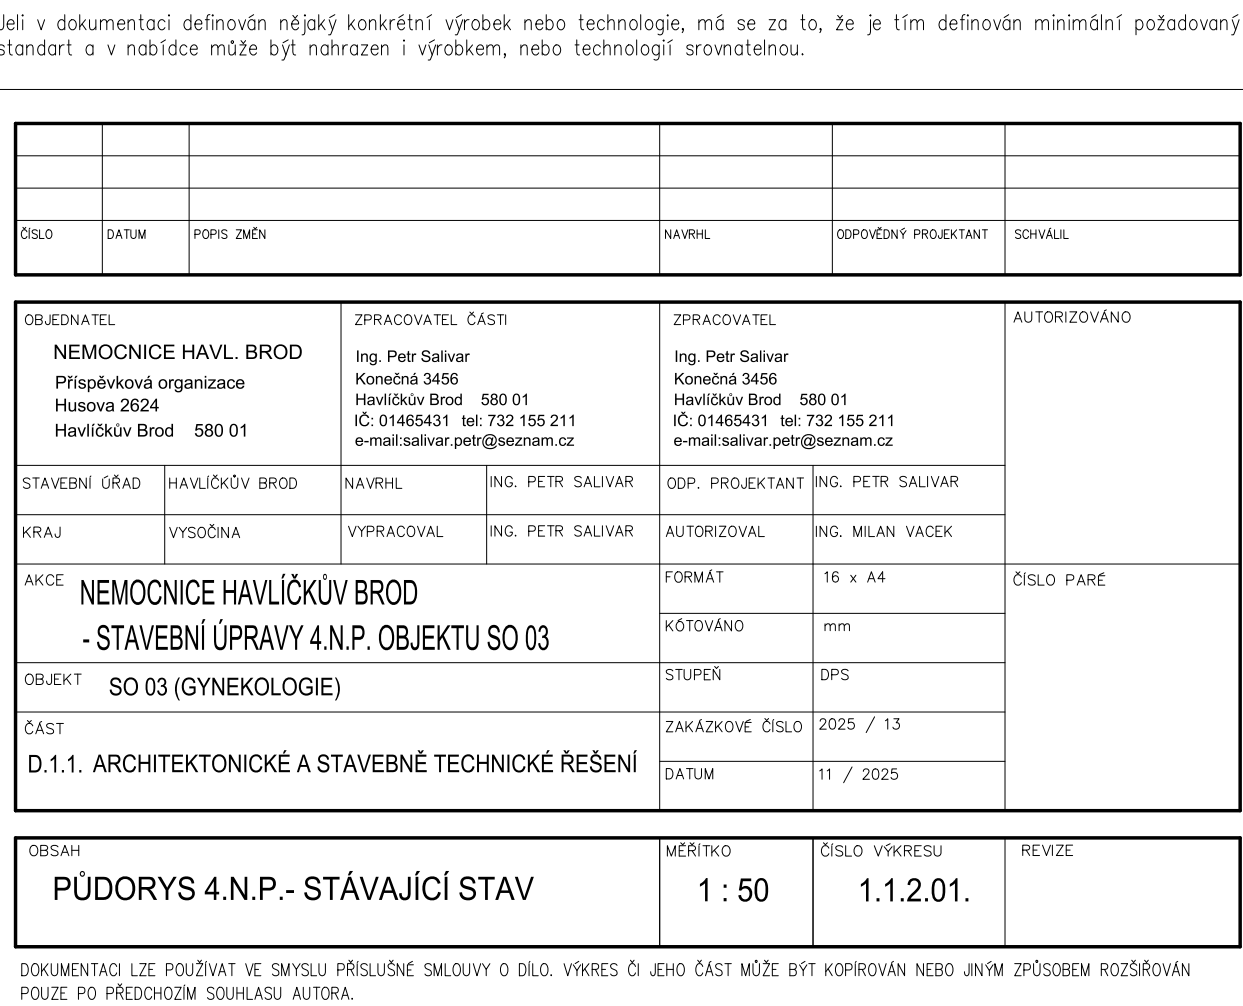 Jeli v dokumentaci definován nějaký konkrétní výrobek nebo technologie, má se za to, že je tím definován minimální požadovaný
standart a v nabídce může být nahrazen i výrobkem, nebo technologií srovnatelnou.
ČÍSLO DATUM POPIS ZMĚN NAVRHL ODPOVĚDNÝ PROJEKTANT SCHVÁLIL
OBJEDNATEL
NEMOCNICE HAVL. BROD
Příspěvková organizace
Husova 2624
Havlíčkův Brod 580 01
ZPRACOVATEL ČÁSTI
Ing. Petr Salivar
Konečná 3456
Havlíčkův Brod 580 01
IČ: 01465431 tel: 732 155 211
e-mail:salivar.petr@seznam.cz
ZPRACOVATEL
Ing. Petr Salivar
Konečná 3456
Havlíčkův Brod 580 01
IČ: 01465431 tel: 732 155 211
e-mail:salivar.petr@seznam.cz
AUTORIZOVÁNO
STAVEBNÍ ÚŘAD HAVLÍČKŮV BROD NAVRHL ING. PETR SALIVAR ODP. PROJEKTANT ING. PETR SALIVAR
KRAJ VYSOČINA VYPRACOVAL ING. PETR SALIVAR AUTORIZOVAL ING. MILAN VACEK
AKCE NEMOCNICE HAVLÍČKŮV BROD
- STAVEBNÍ ÚPRAVY 4.N.P. OBJEKTU SO 03
OBJEKT SO 03 (GYNEKOLOGIE)
ČÁST
D.1.1. ARCHITEKTONICKÉ A STAVEBNĚ TECHNICKÉ ŘEŠENÍ
FORMÁT 16 x A4
KÓTOVÁNO mm
STUPEŇ DPS
ZAKÁZKOVÉ ČÍSLO 2025 / 13
DATUM 11 / 2025
ČÍSLO PARÉ
OBSAH
PŮDORYS 4.N.P.- STÁVAJÍCÍ STAV
MĚŘÍTKO
1 : 50
ČÍSLO VÝKRESU
1.1.2.01.
REVIZE
DOKUMENTACI LZE POUŽÍVAT VE SMYSLU PŘÍSLUŠNÉ SMLOUVY O DÍLO. VÝKRES ČI JEHO ČÁST MŮŽE BÝT KOPÍROVÁN NEBO JINÝM ZPŮSOBEM ROZŠIŘOVÁN
POUZE PO PŘEDCHOZÍM SOUHLASU AUTORA.